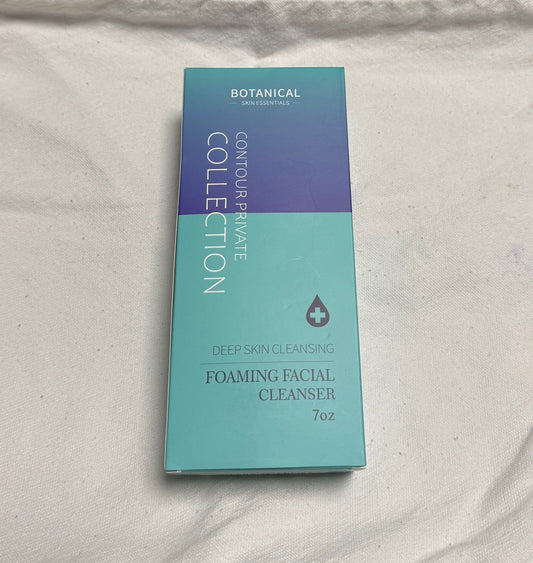 BOTANICAL
SKIN ESSENTIALS
CONTOUR PRIVATE
COLLECTION
DEEP SKIN CLEANSING
FOAMING FACIAL
CLEANSER
7oz